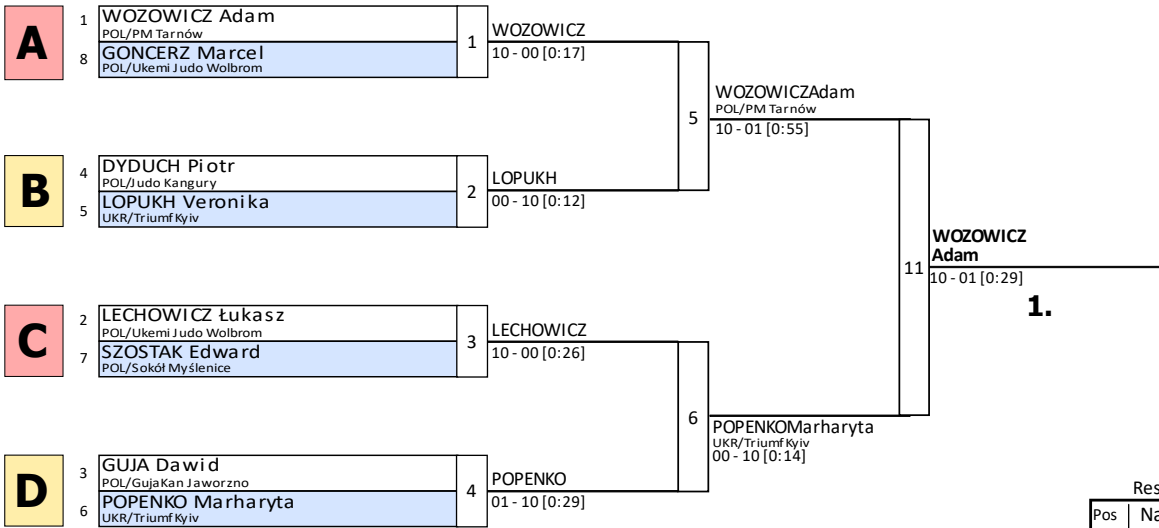 A
1
WOZOWICZ Adam
POL/PM Tarnów
8
GONCERZ Marcel
POL/Ukemi Judo Wolbrom
1
WOZOWICZ
10 - 00 [0:17]
B
4
DYDUCH Piotr
POL/Judo Kangury
5
LOPUKH Veronika
UKR/Triumf Kyiv
2
LOPUKH
00 - 10 [0:12]
5
WOZOWICZAdam
POL/PM Tarnów
10 - 01 [0:55]
C
2
LECHOWICZ Łukasz
POL/Ukemi Judo Wolbrom
7
SZOSTAK Edward
POL/Sokół Myślenice
3
LECHOWICZ
10 - 00 [0:26]
D
3
GUJA Dawid
POL/GujaKan Jaworzno
6
POPENKO Marharyta
UKR/Triumf Kyiv
4
POPENKO
01 - 10 [0:29]
6
POPENKOMarharyta
UKR/Triumf Kyiv
00 - 10 [0:14]
11
WOZOWICZ
Adam
10 - 01 [0:29]
1.
Res
Pos Na